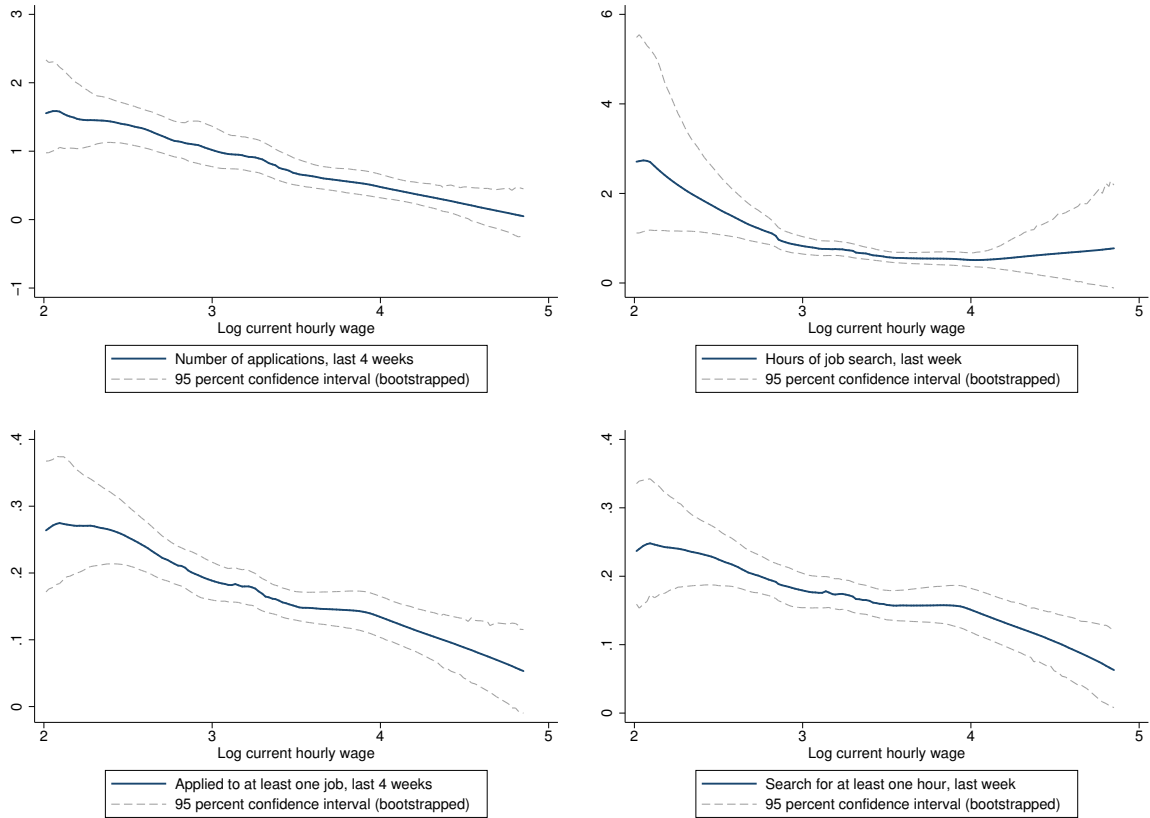 3
2
1
0
−1
2 3 4 5
Log current hourly wage
Number of applications, last 4 weeks
95 percent confidence interval (bootstrapped)
6
4
2
0
2 3 4 5
Log current hourly wage
Hours of job search, last week
95 percent confidence interval (bootstrapped)
.4
.3
.2
.1
0
2 3 4 5
Log current hourly wage
Applied to at least one job, last 4 weeks
95 percent confidence interval (bootstrapped)
.4
.3
.2
.1
0
2 3 4 5
Log current hourly wage
Search for at least one hour, last week
95 percent confidence interval (bootstrapped)